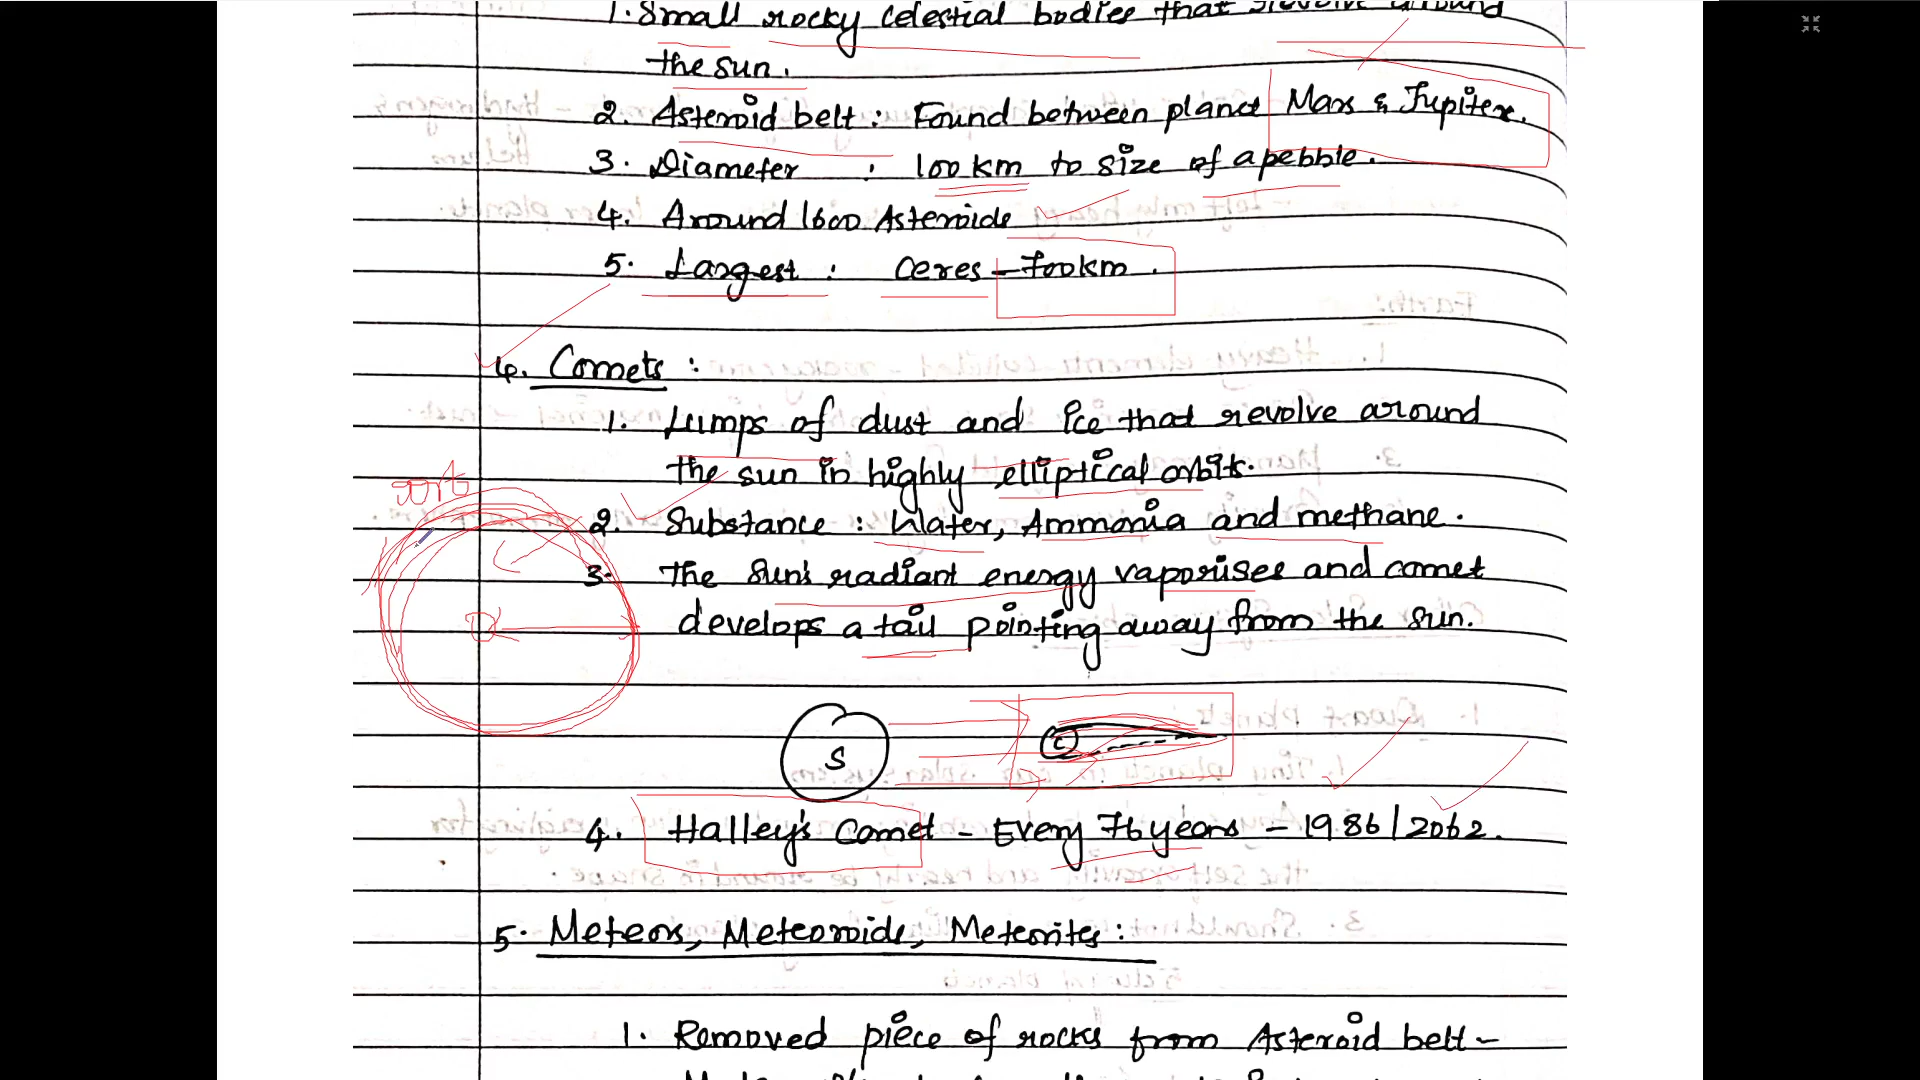 1. Small rocky celestial bodies that revolve around
the sun.
2. Asteroid belt : Found between planet Mars & Jupiter.
3. Diameter : 100 km to size of a pebble.
4. Around 1600 Asteroids
5. Largest : Ceres – 700km.
4. Comets :
1. Lumps of dust and ice that revolve around
the sun in highly elliptical orbits.
2. Substance : Water, Ammonia and methane.
3. The Sun's radiant energy vaporises and comet
develops a tail pointing away from the sun.
S
C
4. Halley's Comet – Every 76 years – 1986/2062.
5. Meteors, Meteoroids, Meteorites :
1. Removed piece of rocks from Asteroid belt –